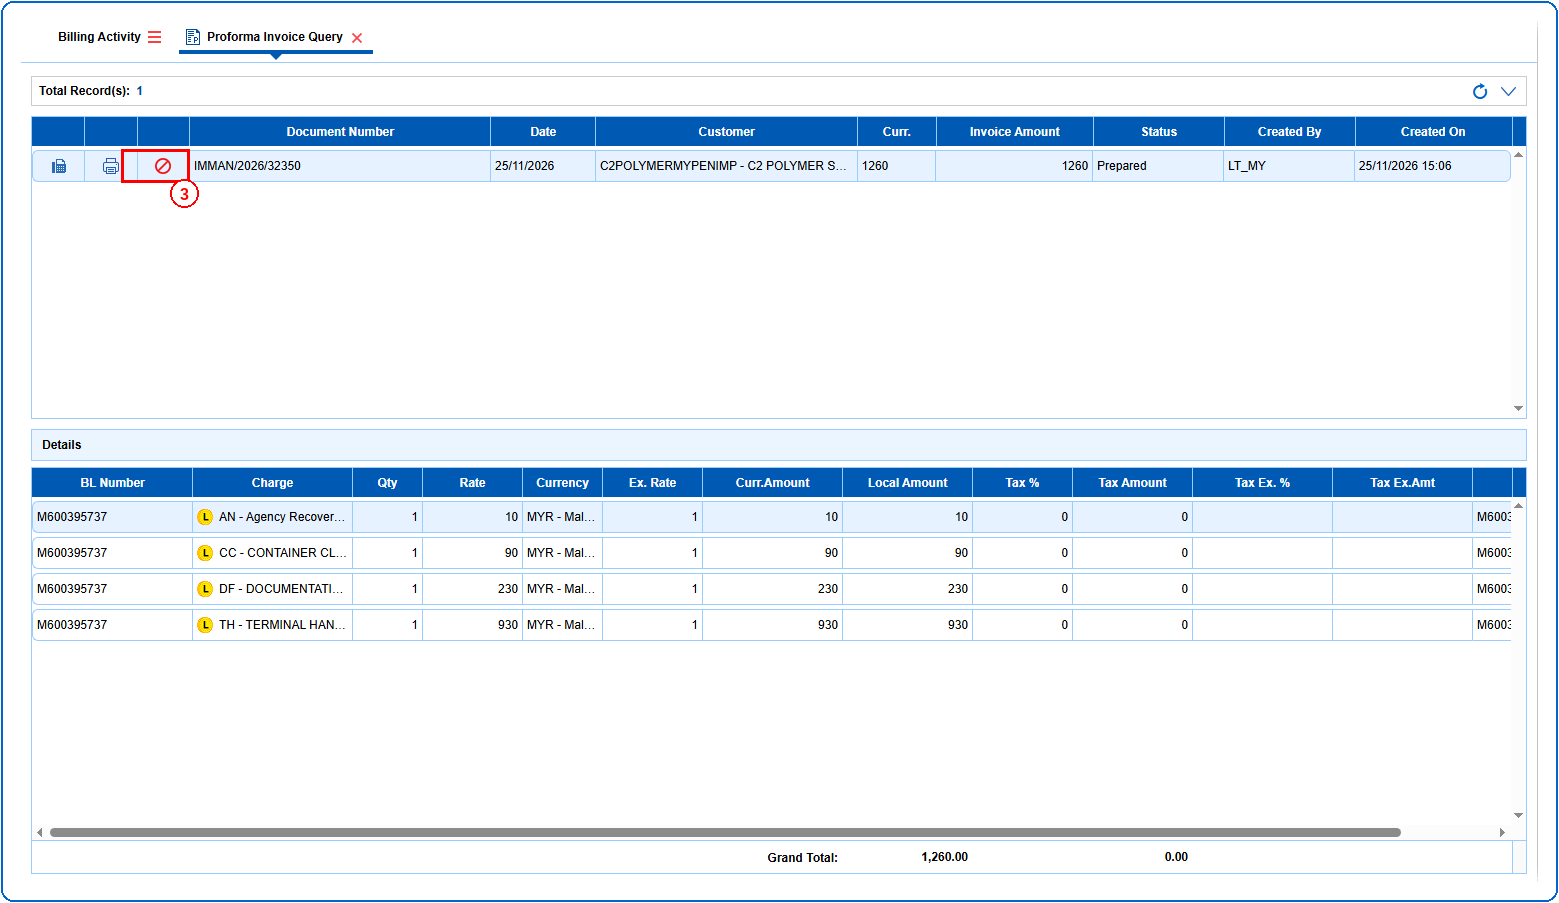 Billing Activity Proforma Invoice Query
Total Record(s): 1
Document Number Date Customer Curr. Invoice Amount Status Created By Created On
IMMAN/2026/32350 25/11/2026 C2POLYMERMYPENIMP - C2 POLYMER S... 1260 1260 Prepared LT_MY 25/11/2026 15:06
3
Details
BL Number Charge Qty Rate Currency Ex. Rate Curr.Amount Local Amount Tax % Tax Amount Tax Ex. % Tax Ex.Amt
M600395737 L AN - Agency Recover... 1 10 MYR - Mal... 1 10 10 0 0 M6003
M600395737 L CC - CONTAINER CL... 1 90 MYR - Mal... 1 90 90 0 0 M6003
M600395737 L DF - DOCUMENTATI... 1 230 MYR - Mal... 1 230 230 0 0 M6003
M600395737 L TH - TERMINAL HAN... 1 930 MYR - Mal... 1 930 930 0 0 M6003
Grand Total: 1,260.00 0.00